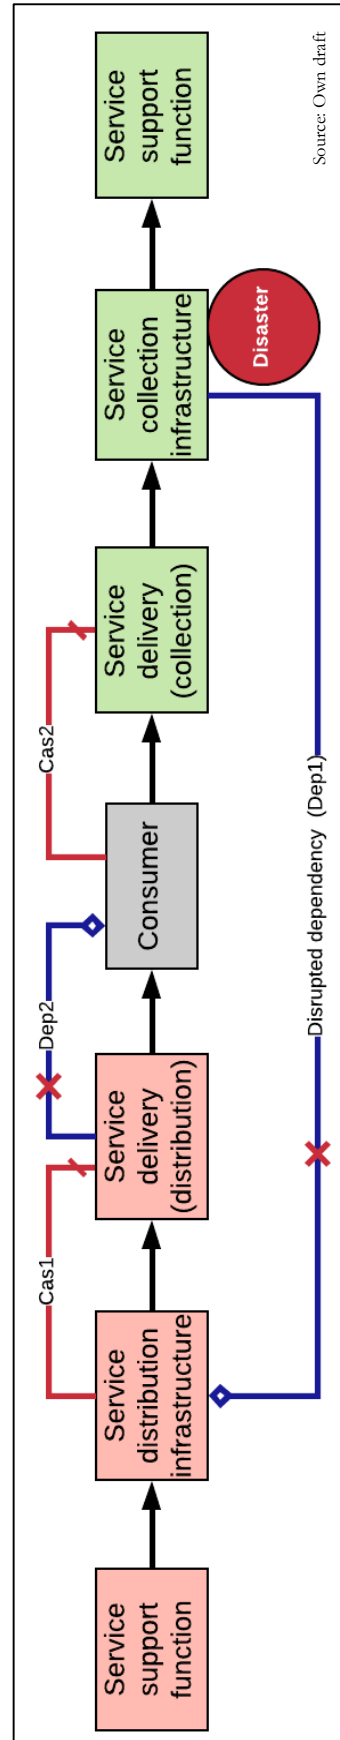 Cas1
Dep2
Cas2
Service
support
function
Service
distribution
infrastructure
Service
delivery
(distribution)
Consumer
Service
delivery
(collection)
Service
collection
infrastructure
Service
support
function
Disaster
Disrupted dependency (Dep1)
Source: Own draft